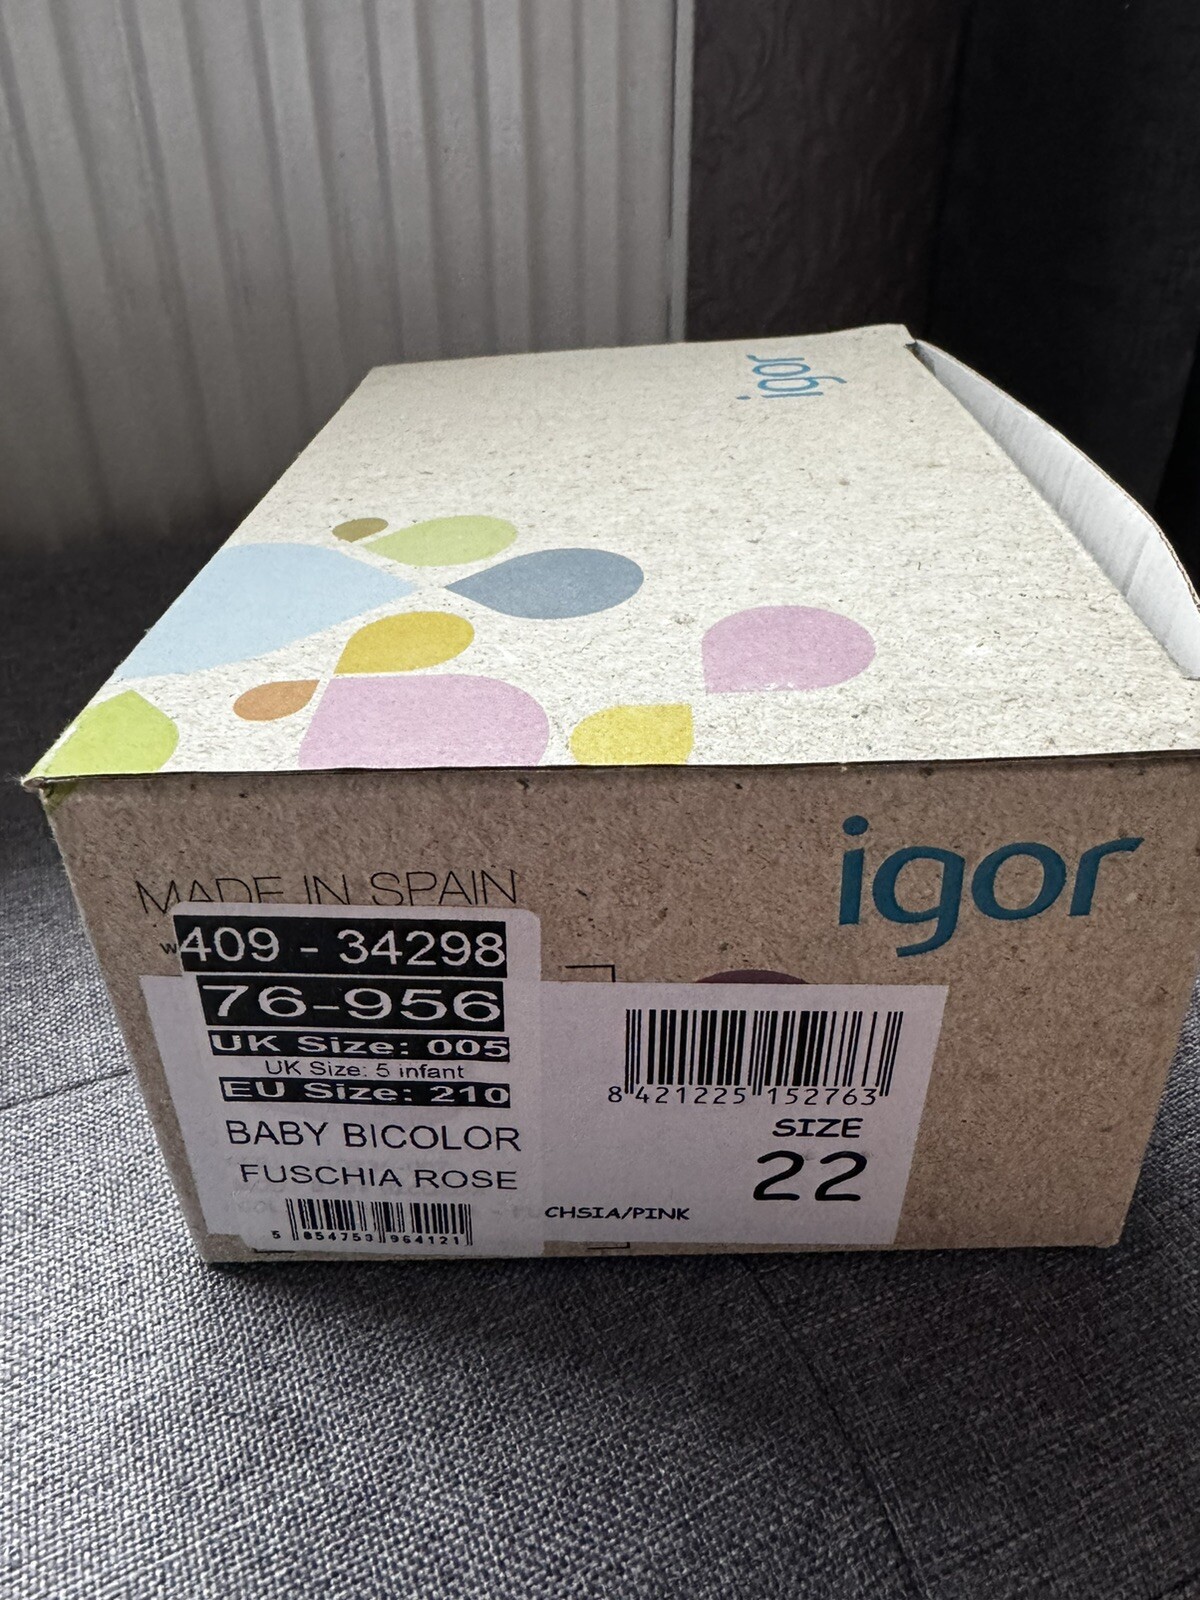 igor
igor
MADE IN SPAIN
w
409 - 34298
76-956
UK Size: 005
UK Size: 5 infant
EU Size: 210
BABY BICOLOR
FUSCHIA ROSE
5 854753 964121
8 421225 152763
SIZE
22
CHSIA/PINK